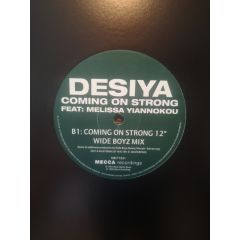 DESIYA
COMING ON STRONG
FEAT: MELISSA YIANNOKOU
B1: COMING ON STRONG 12"
WIDE BOYZ MIX
MECCA recordings